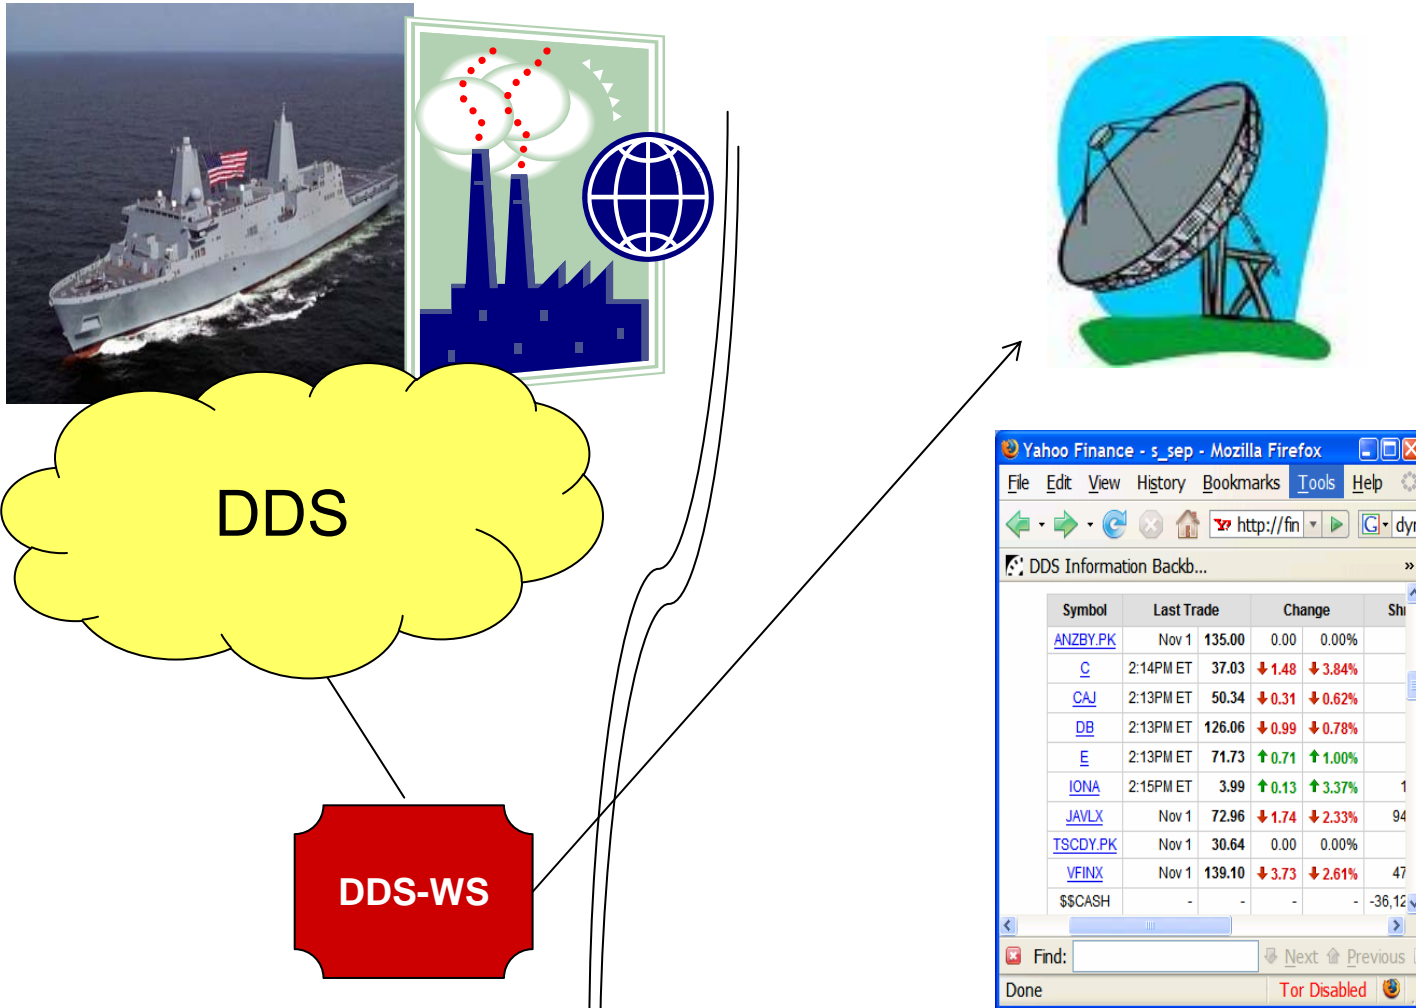 DDS
DDS-WS
Yahoo Finance - s_sep - Mozilla Firefox
File Edit View History Bookmarks Tools Help
http://fin G dyn
DDS Information Backb... »
Symbol Last Trade Change
ANZBY.PK Nov 1 135.00 0.00 0.00%
C 2:14PM ET 37.03 1.48 3.84%
CAJ 2:13PM ET 50.34 0.31 0.62%
DB 2:13PM ET 126.06 0.99 0.78%
E 2:13PM ET 71.73 0.71 1.00%
IONA 2:15PM ET 3.99 0.13 3.37% 1
JAVLX Nov 1 72.96 1.74 2.33% 94
TSCDY.PK Nov 1 30.64 0.00 0.00%
VFINX Nov 1 139.10 3.73 2.61% 47
$$CASH - - - - -36,12
Find: Next Previous
Done Tor Disabled